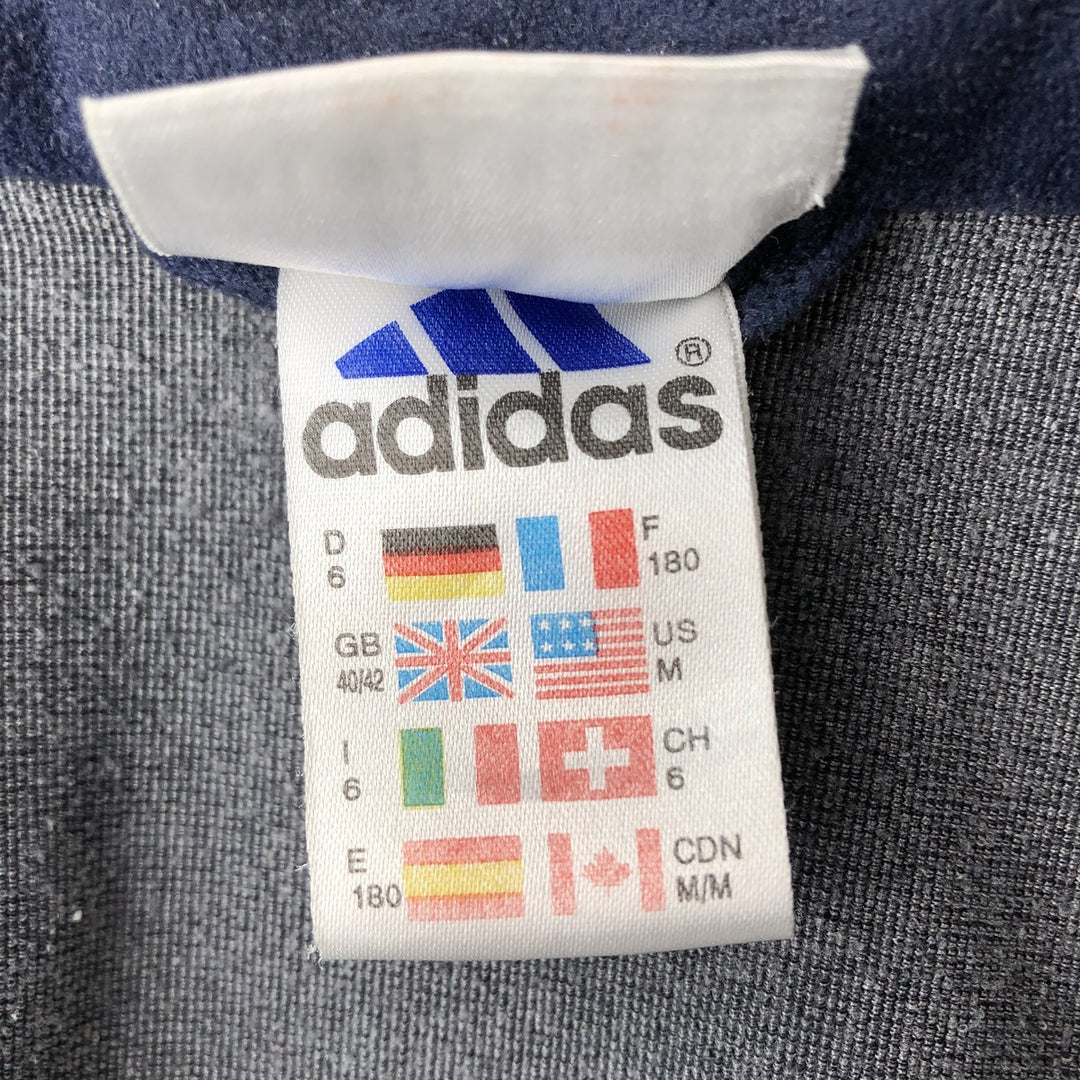 adidas ®
D 6 F 180
GB 40/42 US M
I 6 CH 6
E 180 CDN M/M